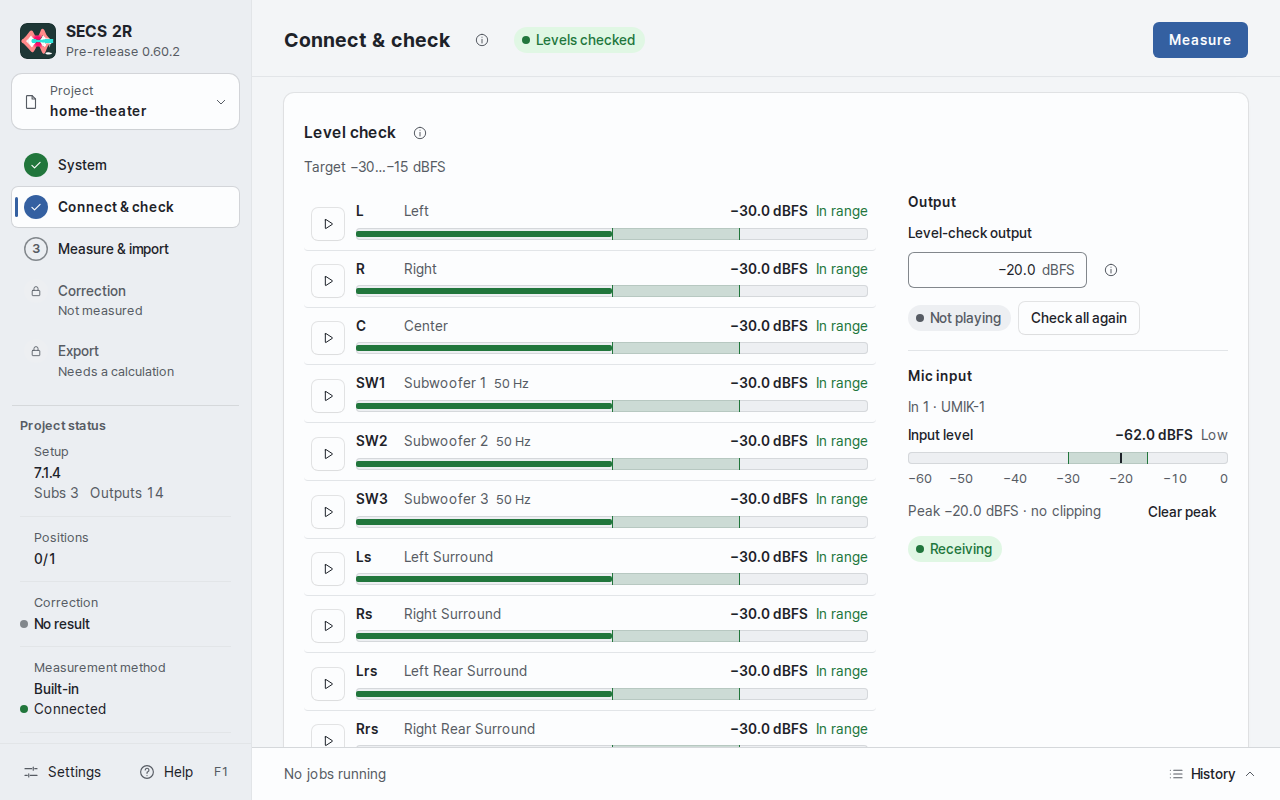 SECS 2R
Pre-release 0.60.2
Project
home-theater
System
Connect & check
3 Measure & import
Correction
Not measured
Export
Needs a calculation
Project status
Setup
7.1.4
Subs 3 Outputs 14
Positions
0/1
Correction
No result
Measurement method
Built-in
Connected
Settings Help F1
Connect & check Levels checked Measure
Level check
Target −30…−15 dBFS
L Left −30.0 dBFS In range
R Right −30.0 dBFS In range
C Center −30.0 dBFS In range
SW1 Subwoofer 1 50 Hz −30.0 dBFS In range
SW2 Subwoofer 2 50 Hz −30.0 dBFS In range
SW3 Subwoofer 3 50 Hz −30.0 dBFS In range
Ls Left Surround −30.0 dBFS In range
Rs Right Surround −30.0 dBFS In range
Lrs Left Rear Surround −30.0 dBFS In range
Rrs Right Rear Surround −30.0 dBFS In range
Output
Level-check output
−20.0 dBFS
Not playing Check all again
Mic input
In 1 · UMIK-1
Input level −62.0 dBFS Low
−60 −50 −40 −30 −20 −10 0
Peak −20.0 dBFS · no clipping Clear peak
Receiving
No jobs running History